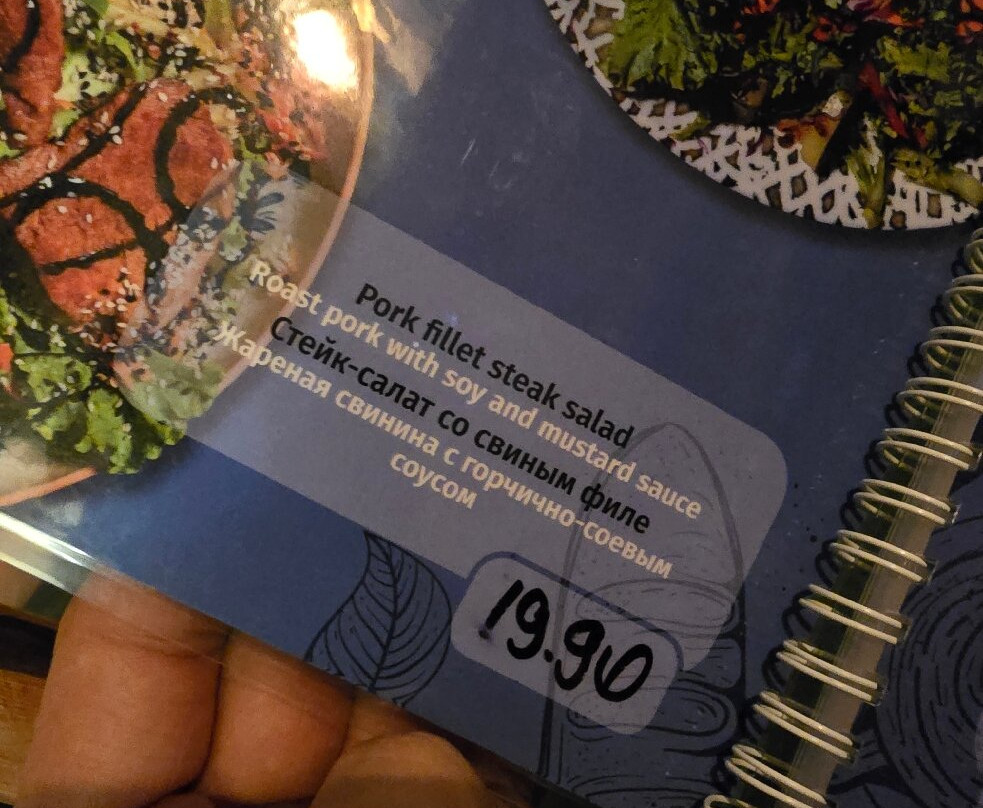 Pork fillet steak salad
Roast pork with soy and mustard sauce
Стейк-салат со свиным филе
Жареная свинина с горчично-соевым
соусом
19.90